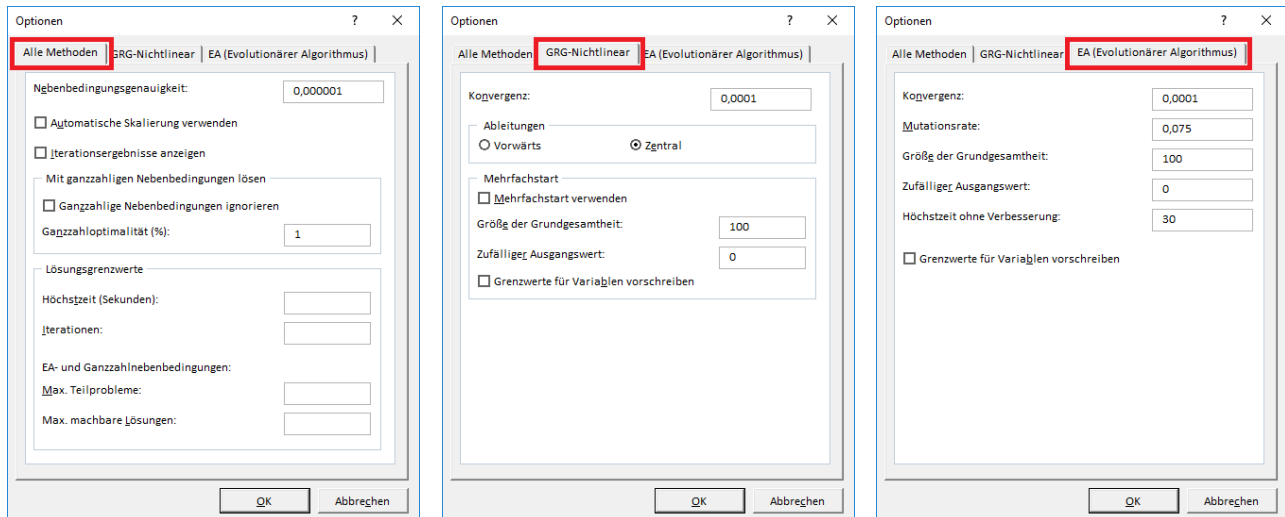 Optionen ? ×
Alle Methoden GRG-Nichtlinear EA (Evolutionärer Algorithmus)
Nebenbedingungsgenauigkeit: 0,000001
Automatische Skalierung verwenden
Iterationsergebnisse anzeigen
Mit ganzzahligen Nebenbedingungen lösen
Ganzzahlige Nebenbedingungen ignorieren
Ganzzahloptimalität (%): 1
Lösungsgrenzwerte
Höchstzeit (Sekunden):
Iterationen:
EA- und Ganzzahlnebenbedingungen:
Max. Teilprobleme:
Max. machbare Lösungen:
OK Abbrechen
Optionen ? ×
Alle Methoden GRG-Nichtlinear EA (Evolutionärer Algorithmus)
Konvergenz: 0,0001
Ableitungen
Vorwärts Zentral
Mehrfachstart
Mehrfachstart verwenden
Größe der Grundgesamtheit: 100
Zufälliger Ausgangswert: 0
Grenzwerte für Variablen vorschreiben
OK Abbrechen
Optionen ? ×
Alle Methoden GRG-Nichtlinear EA (Evolutionärer Algorithmus)
Konvergenz: 0,0001
Mutationsrate: 0,075
Größe der Grundgesamtheit: 100
Zufälliger Ausgangswert: 0
Höchstzeit ohne Verbesserung: 30
Grenzwerte für Variablen vorschreiben
OK Abbrechen